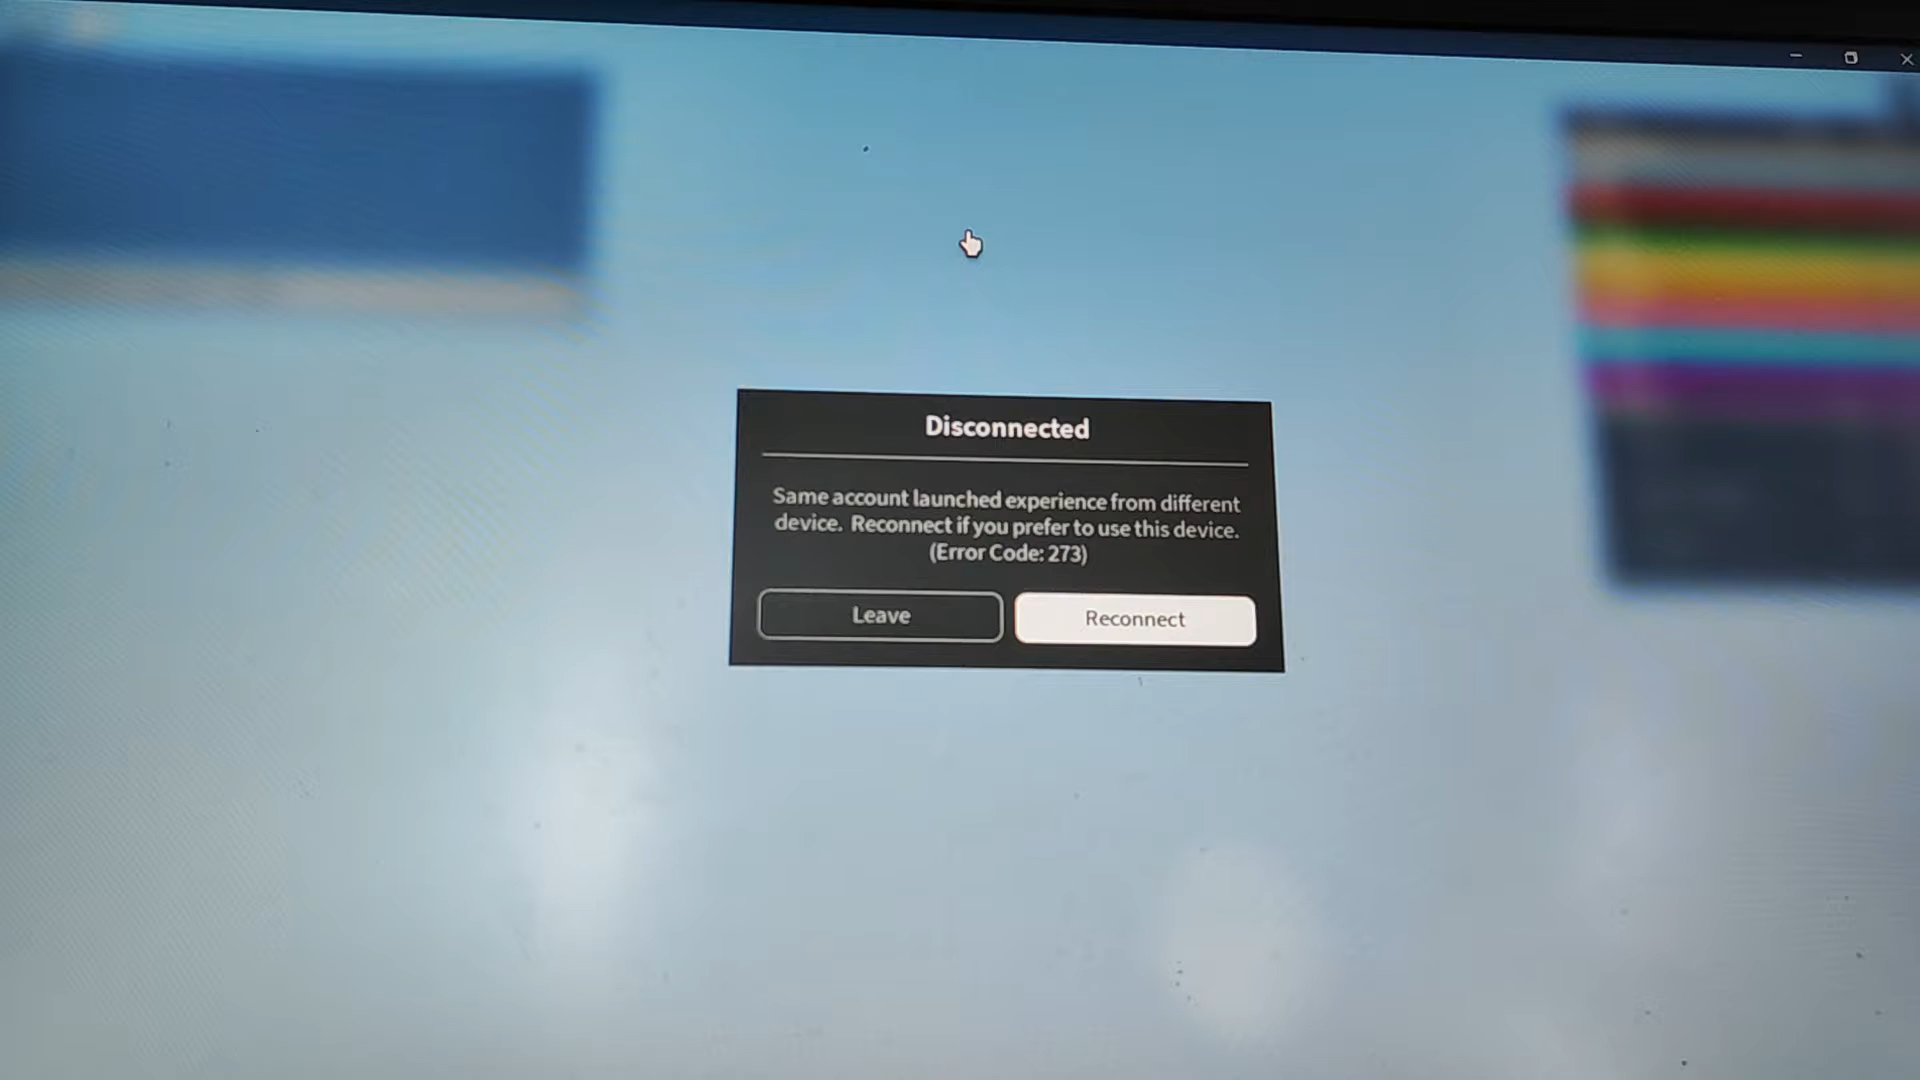 Disconnected
Same account launched experience from different
device. Reconnect if you prefer to use this device.
(Error Code: 273)
Leave
Reconnect